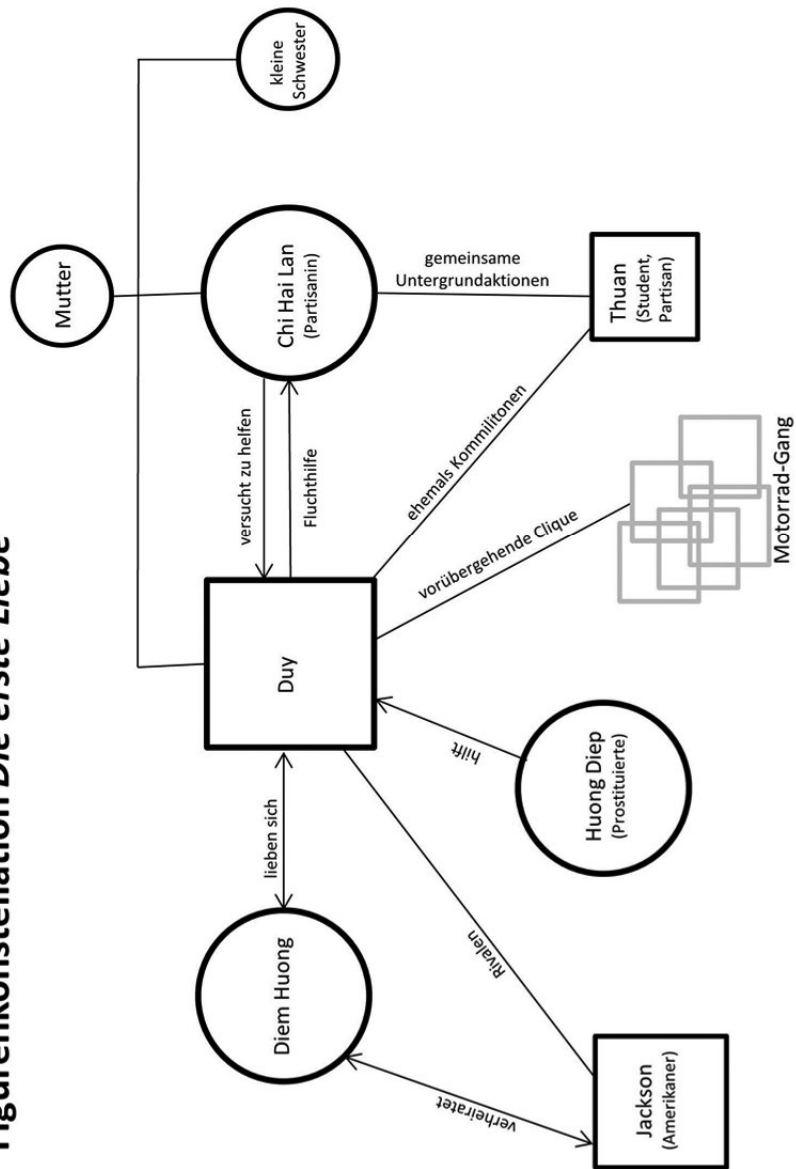 Figurenkonstellation Die erste Liebe
Mutter
kleine
Schwester
Diem Huong
lieben sich
Duy
versucht zu helfen
Fluchthilfe
Chi Hai Lan
(Partisanin)
verheiratet
Rivalen
hilft
vorübergehende Clique
ehemals Kommilitonen
gemeinsame
Untergrundaktionen
Jackson
(Amerikaner)
Huong Diep
(Prostituierte)
Motorrad-Gang
Thuan
(Student,
Partisan)